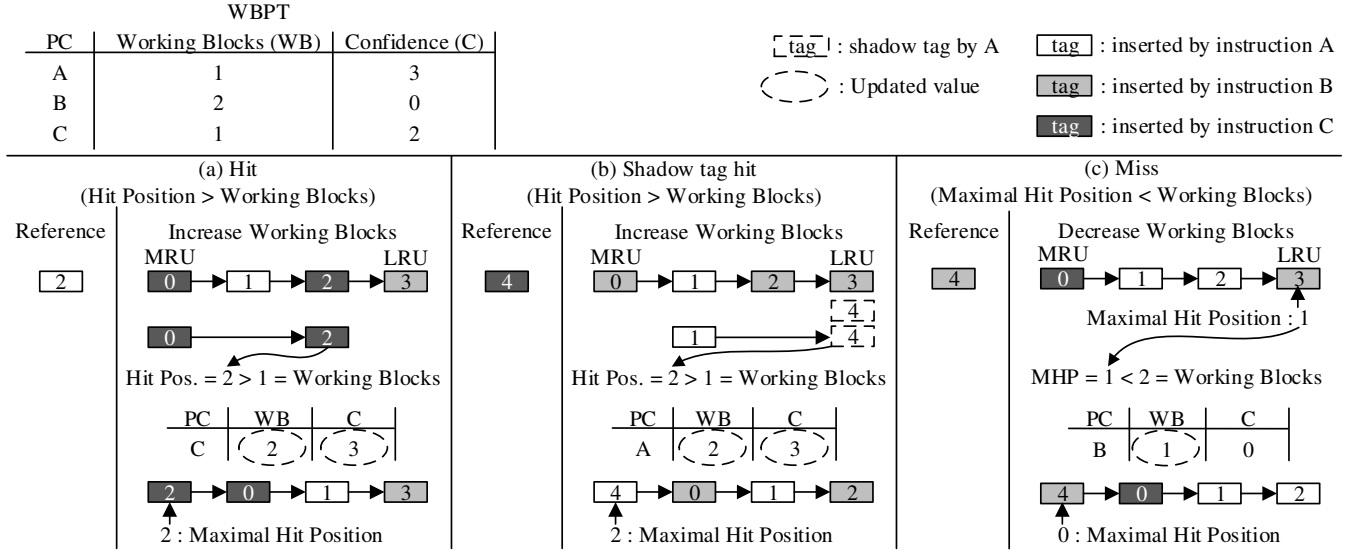 WBPT
PC Working Blocks (WB) Confidence (C)
A 1 3
B 2 0
C 1 2
tag : shadow tag by A
: Updated value
tag : inserted by instruction A
tag : inserted by instruction B
tag : inserted by instruction C
(a) Hit
(Hit Position > Working Blocks)
Reference
2
Increase Working Blocks
MRU LRU
0 1 2 3
0 2
Hit Pos. = 2 > 1 = Working Blocks
PC WB C
C 2 3
2 0 1 3
2 : Maximal Hit Position
(b) Shadow tag hit
(Hit Position > Working Blocks)
Reference
4
Increase Working Blocks
MRU LRU
0 1 2 3
4
1 4
Hit Pos. = 2 > 1 = Working Blocks
PC WB C
A 2 3
4 0 1 2
2 : Maximal Hit Position
(c) Miss
(Maximal Hit Position < Working Blocks)
Reference
4
Decrease Working Blocks
MRU LRU
0 1 2 3
Maximal Hit Position : 1
MHP = 1 < 2 = Working Blocks
PC WB C
B 1 0
4 0 1 2
0 : Maximal Hit Position